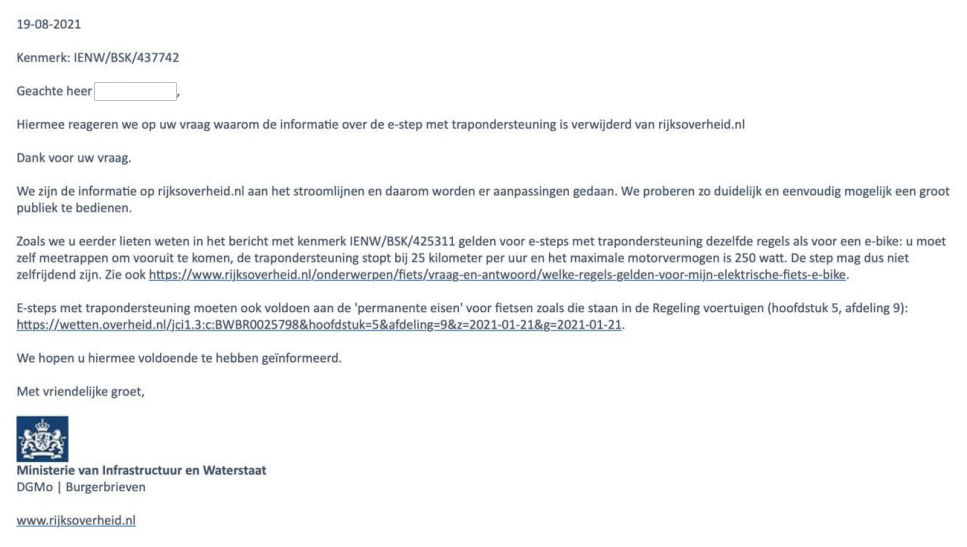 19-08-2021
Kenmerk: IENW/BSK/437742
Geachte heer ,
Hiermee reageren we op uw vraag waarom de informatie over de e-step met trapondersteuning is verwijderd van rijksoverheid.nl
Dank voor uw vraag.
We zijn de informatie op rijksoverheid.nl aan het stroomlijnen en daarom worden er aanpassingen gedaan. We proberen zo duidelijk en eenvoudig mogelijk een groot
publiek te bedienen.
Zoals we u eerder lieten weten in het bericht met kenmerk IENW/BSK/425311 gelden voor e-steps met trapondersteuning dezelfde regels als voor een e-bike: u moet
zelf meetrappen om vooruit te komen, de trapondersteuning stopt bij 25 kilometer per uur en het maximale motorvermogen is 250 watt. De step mag dus niet
zelfrijdend zijn. Zie ook https://www.rijksoverheid.nl/onderwerpen/fiets/vraag-en-antwoord/welke-regels-gelden-voor-mijn-elektrische-fiets-e-bike.
E-steps met trapondersteuning moeten ook voldoen aan de 'permanente eisen' voor fietsen zoals die staan in de Regeling voertuigen (hoofdstuk 5, afdeling 9):
https://wetten.overheid.nl/jci1.3:c:BWBR0025798&hoofdstuk=5&afdeling=9&z=2021-01-21&g=2021-01-21.
We hopen u hiermee voldoende te hebben geïnformeerd.
Met vriendelijke groet,
Ministerie van Infrastructuur en Waterstaat
DGMo | Burgerbrieven
www.rijksoverheid.nl